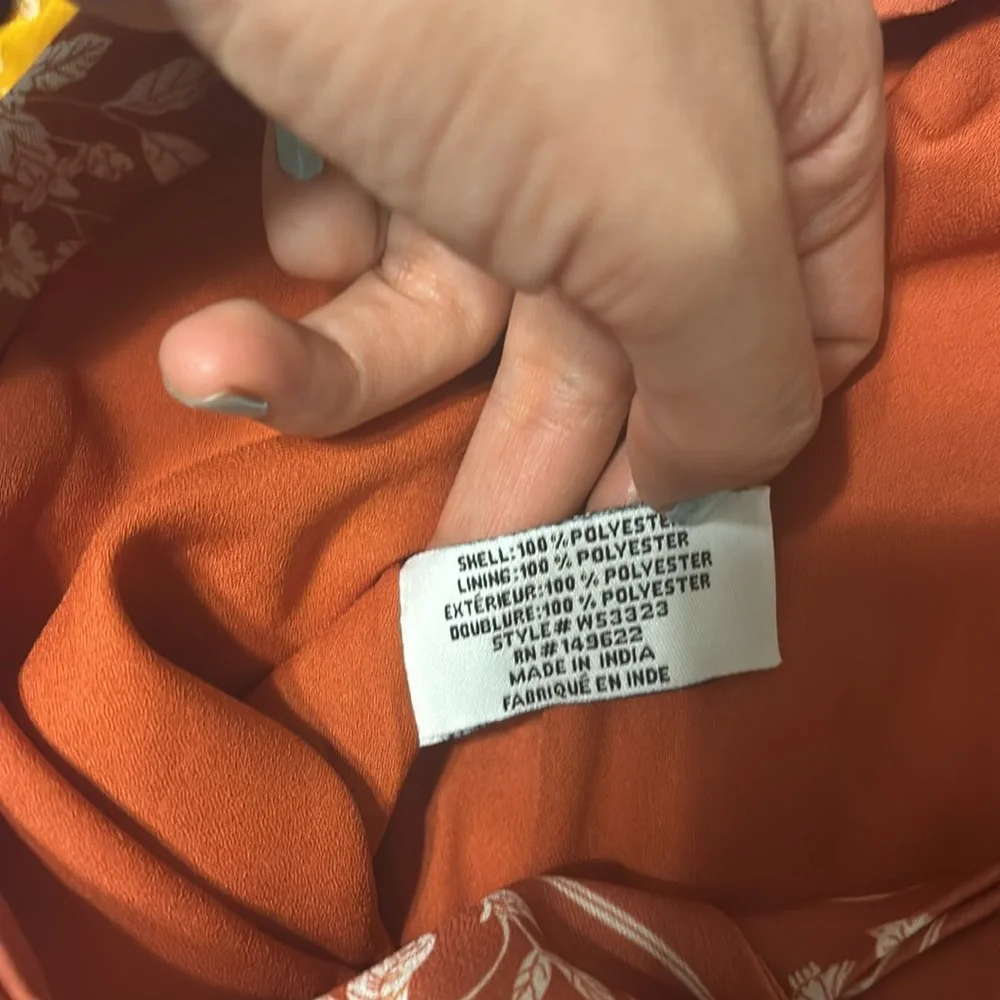 SHELL:100 % POLYESTE
LINING:100 % POLYESTER
EXTÉRIEUR:100 % POLYESTER
DOUBLURE:100 % POLYESTER
STYLE# W53323
RN#149622
MADE IN INDIA
FABRIQUÉ EN INDE